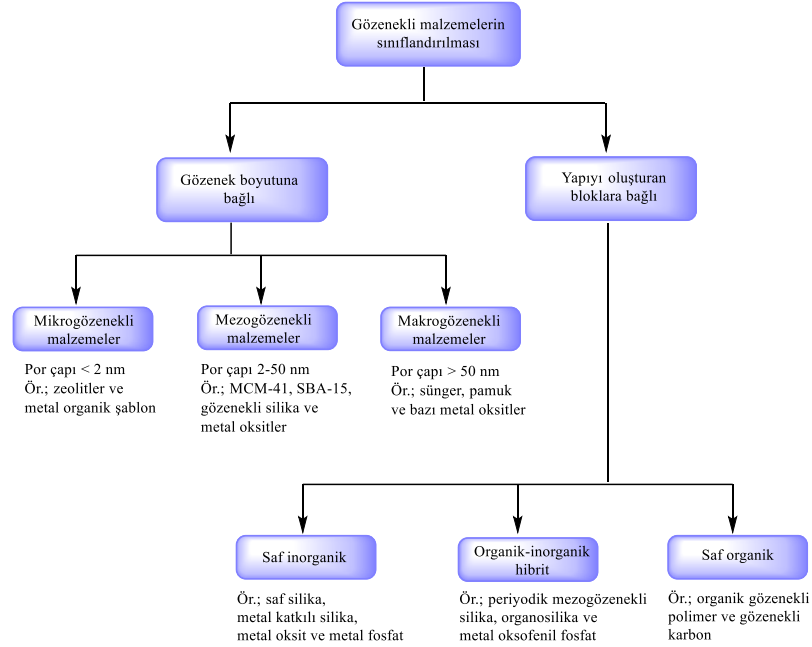 Gözenekli malzemelerin
sınıflandırılması
Gözenek boyutuna
bağlı
Yapıyı oluşturan
bloklara bağlı
Mikrogözenekli
malzemeler
Mezogözenekli
malzemeler
Makrogözenekli
malzemeler
Por çapı < 2 nm
Ör.; zeolitler ve
metal organik şablon
Por çapı 2-50 nm
Ör.; MCM-41, SBA-15,
gözenekli silika ve
metal oksitler
Por çapı > 50 nm
Ör.; sünger, pamuk
ve bazı metal oksitler
Saf inorganik
Organik-inorganik
hibrit
Saf organik
Ör.; saf silika,
metal katkılı silika,
metal oksit ve metal fosfat
Ör.; periyodik mezogözenekli
silika, organosilika ve
metal oksofenil fosfat
Ör.; organik gözenekli
polimer ve gözenekli
karbon